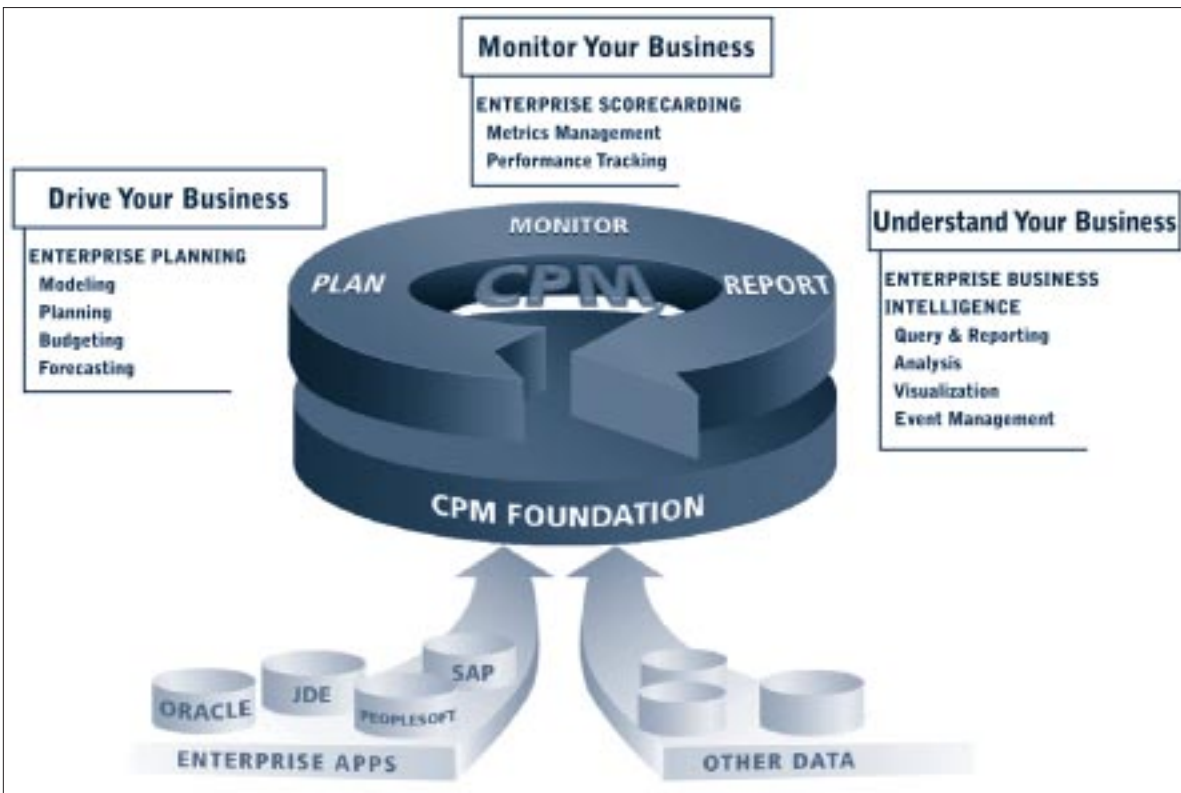 Monitor Your Business
ENTERPRISE SCORECARDING
Metrics Management
Performance Tracking
Drive Your Business
ENTERPRISE PLANNING
Modeling
Planning
Budgeting
Forecasting
Understand Your Business
ENTERPRISE BUSINESS
INTELLIGENCE
Query & Reporting
Analysis
Visualization
Event Management
MONITOR
PLAN
CPM
REPORT
CPM FOUNDATION
SAP
JDE
ORACLE
PEOPLESOFT
ENTERPRISE APPS
OTHER DATA